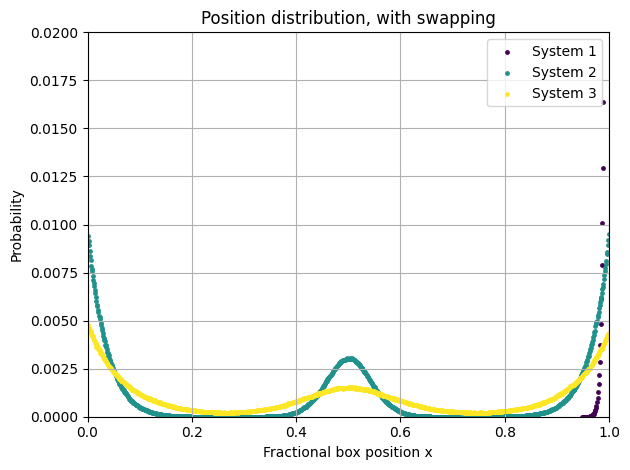 Position distribution, with swapping
System 1
System 2
System 3
Probability
0.0200
0.0175
0.0150
0.0125
0.0100
0.0075
0.0050
0.0025
0.0000
0.0
0.2
0.4
0.6
0.8
1.0
Fractional box position x